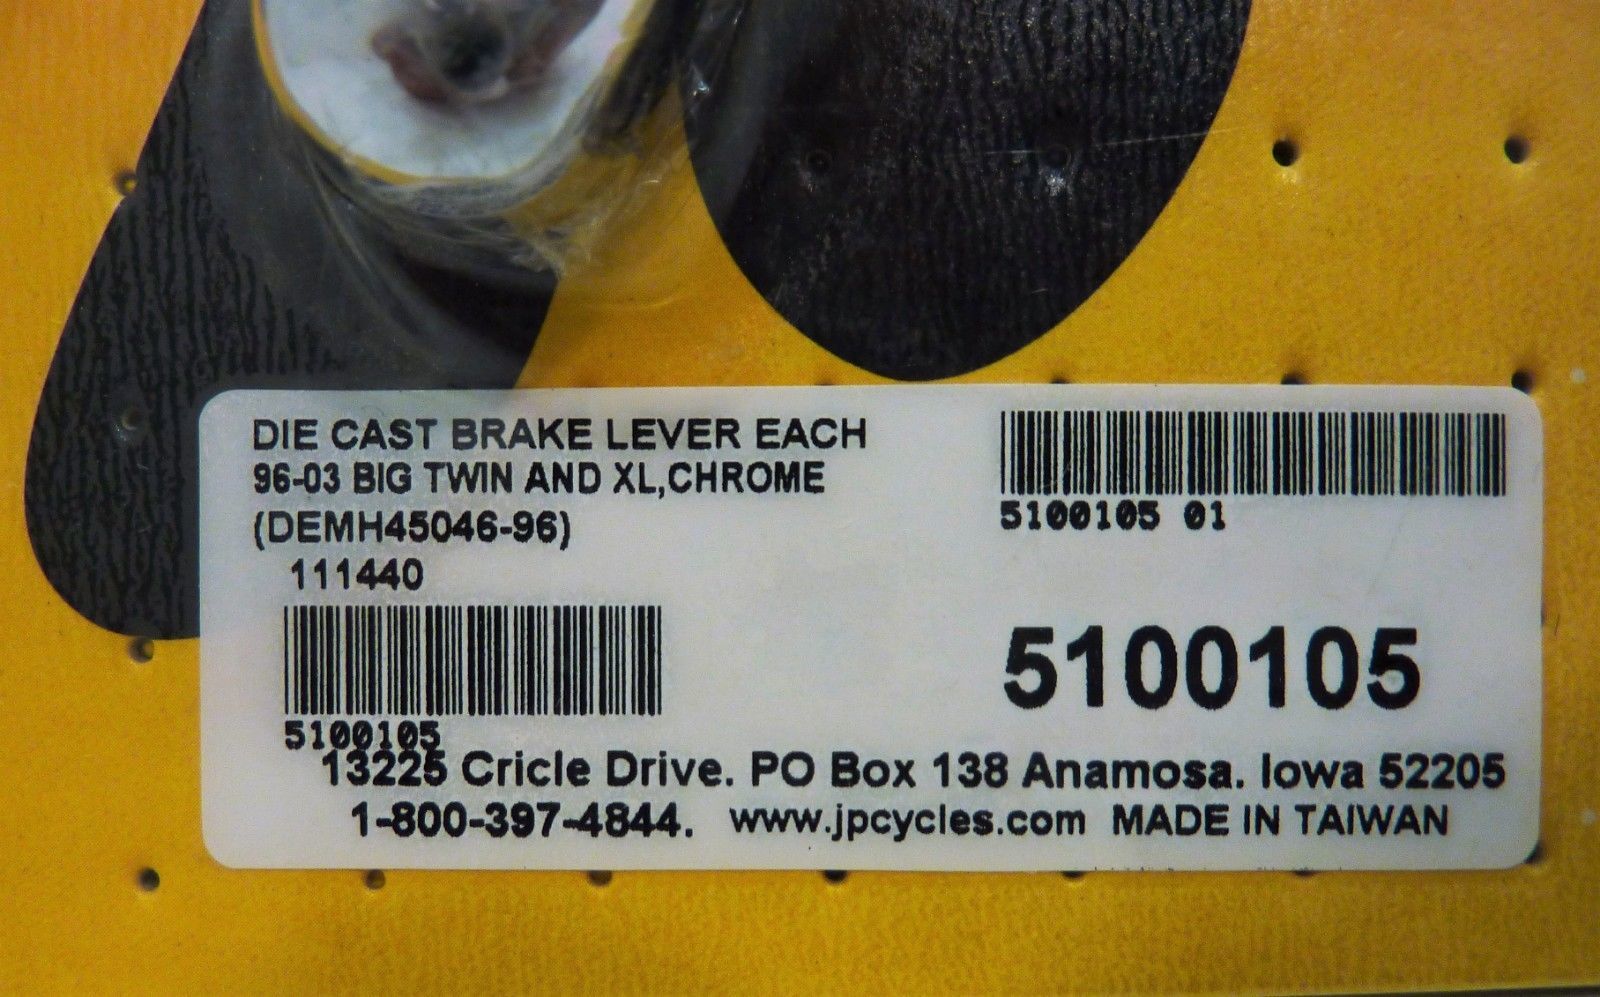 DIE CAST BRAKE LEVER EACH
96-03 BIG TWIN AND XL,CHROME
(DEMH45046-96)
111440
5100105
5100105 01
5100105
13225 Cricle Drive. PO Box 138 Anamosa. Iowa 52205
1-800-397-4844. www.jpcycles.com MADE IN TAIWAN